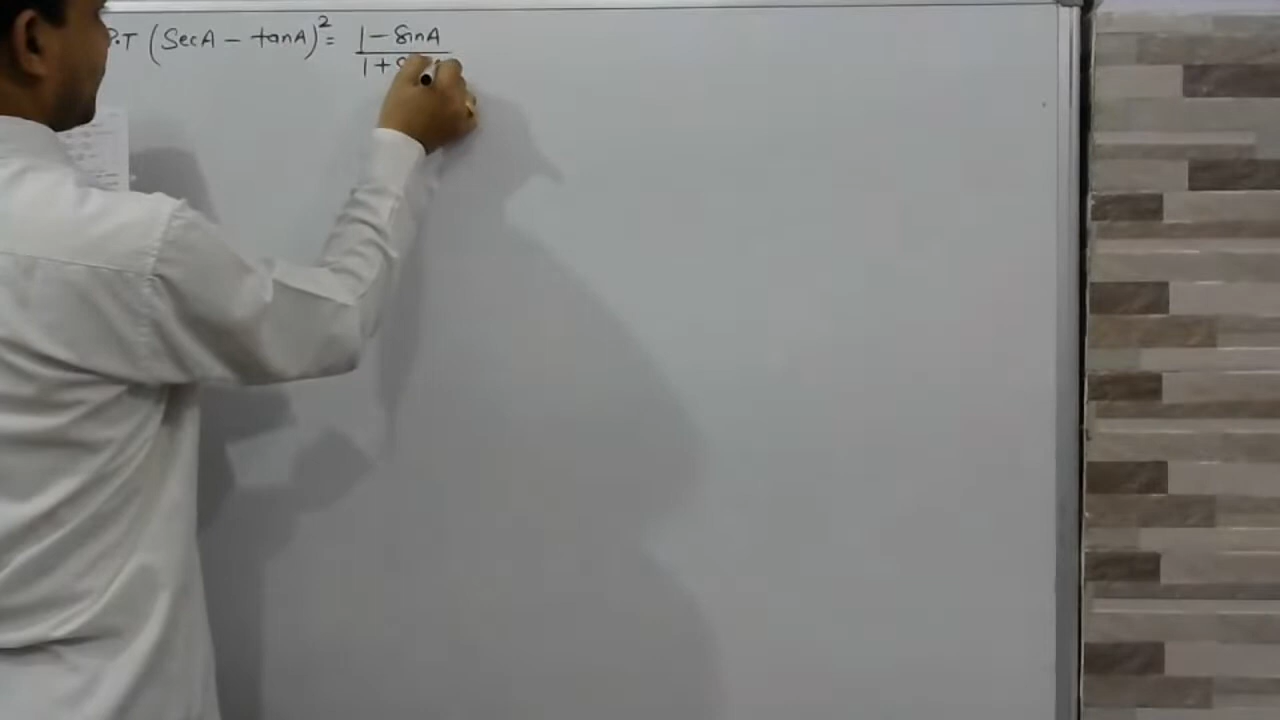 P.T (SecA - tanA)² = 1 - SinA
1+